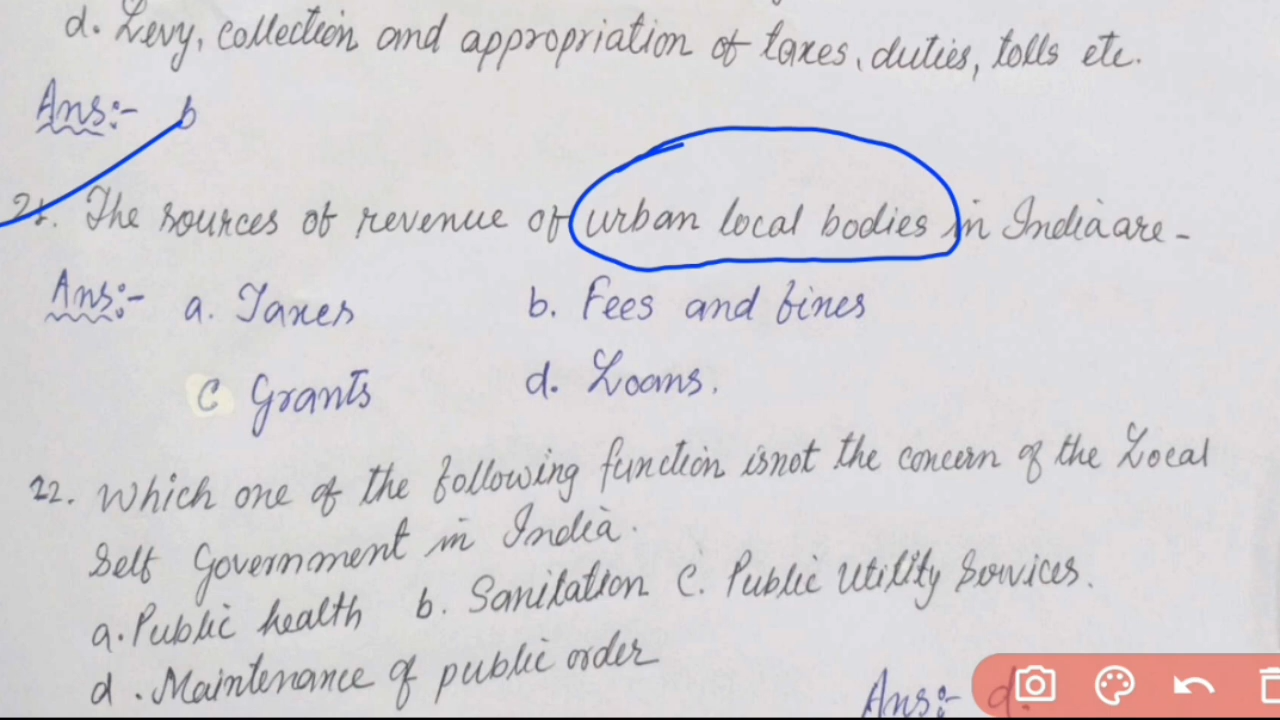 d. Levy, collection and appropriation of taxes, duties, tolls etc.
Ans:- b
21. The sources of revenue of urban local bodies in India are -
Ans:- a. Taxes b. Fees and fines
c Grants d. Loans.
22. Which one of the following function isnot the concern of the Local
Self Government in India.
a. Public health b. Sanitation c. Public Utility Services.
d. Maintenance of public order
Ans:- d.